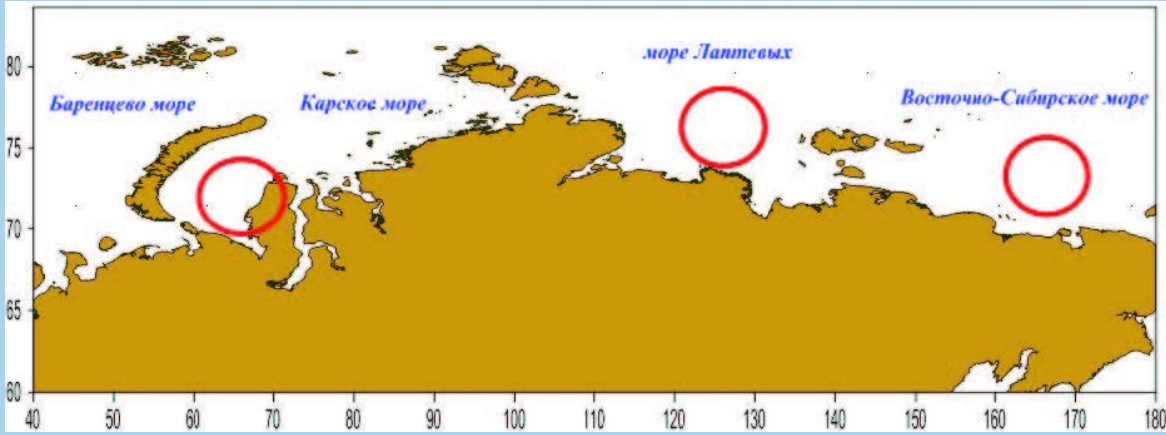 море Лаптевых
Баренцево море
Карское море
Восточно-Сибирское море
80
75
70
65
60
40 50 60 70 80 90 100 110 120 130 140 150 160 170 180